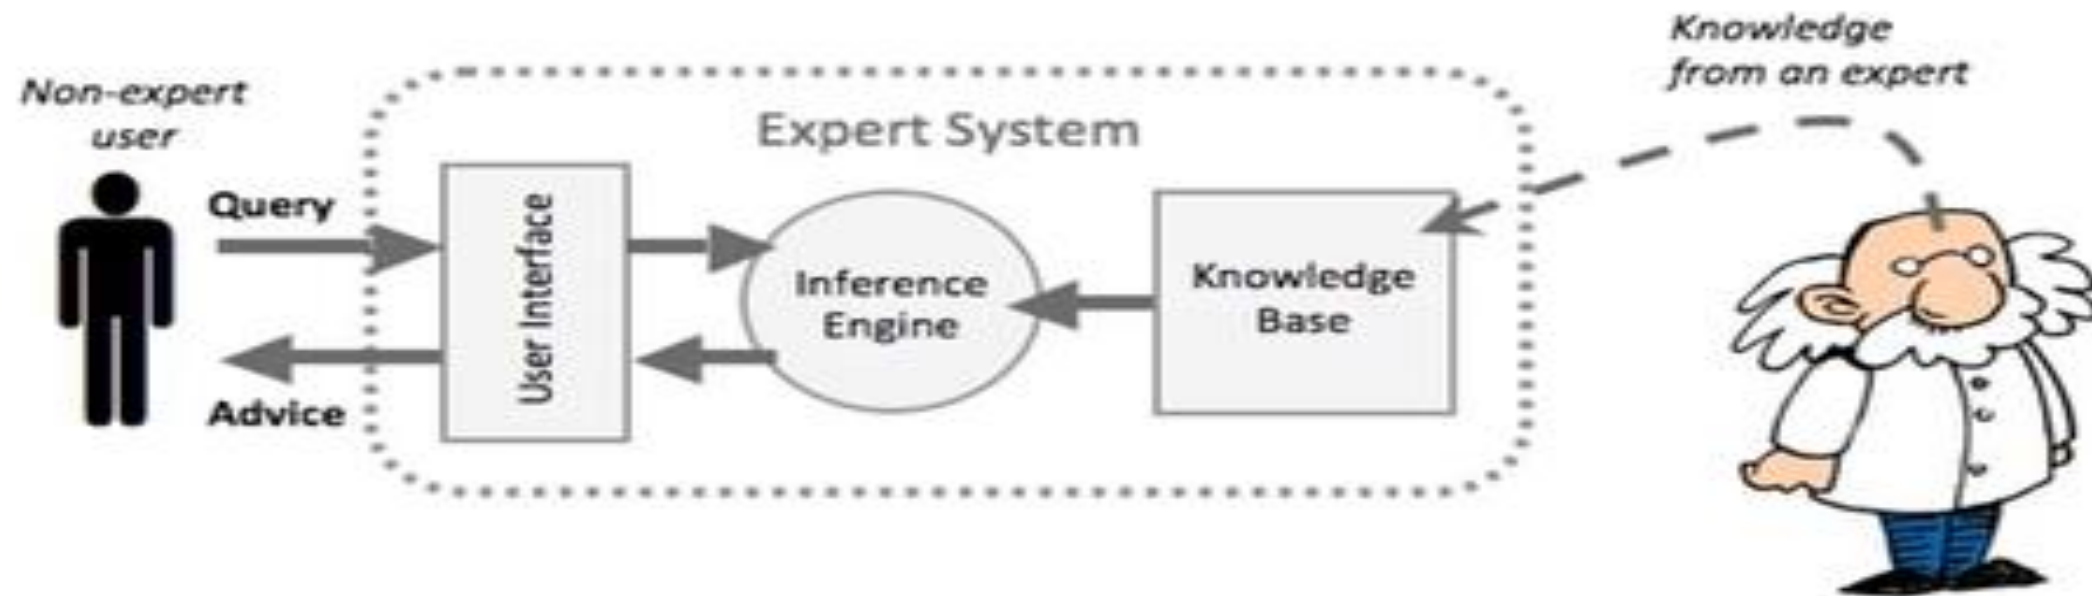 Knowledge
from an expert
Non-expert
user
Expert System
Query
User Interface
Inference
Engine
Knowledge
Base
Advice